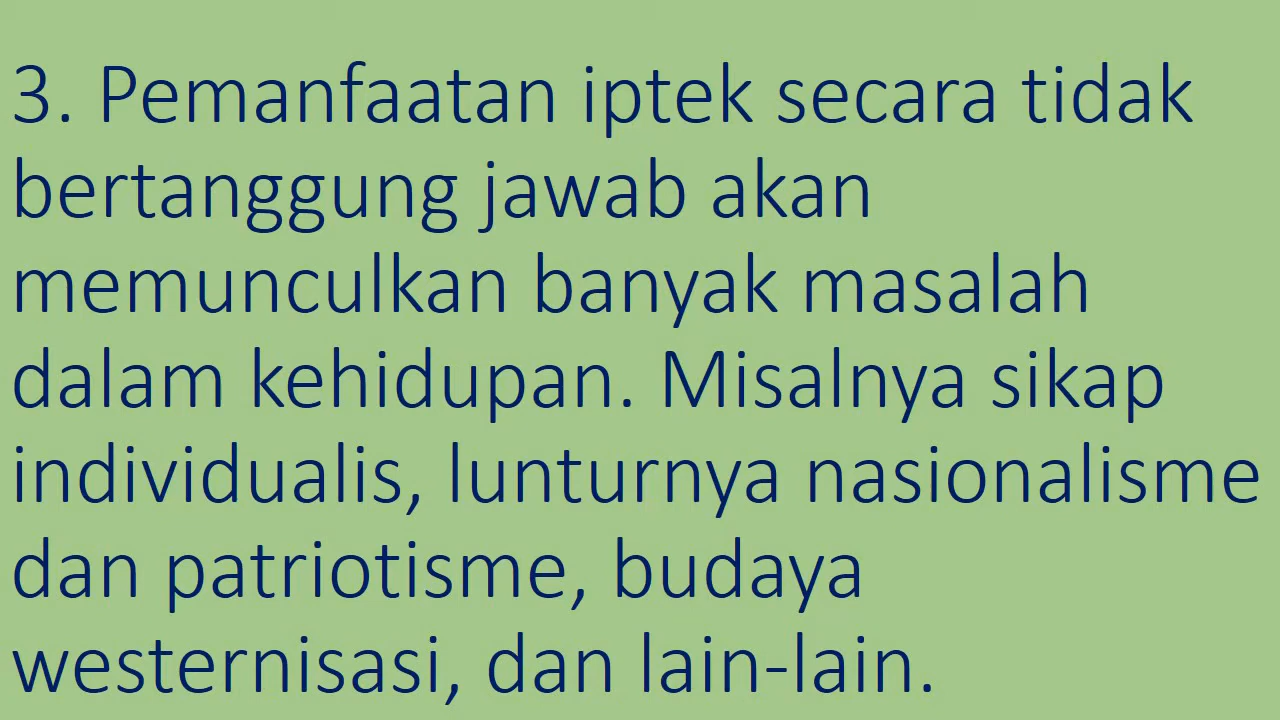 3. Pemanfaatan iptek secara tidak
bertanggung jawab akan
memunculkan banyak masalah
dalam kehidupan. Misalnya sikap
individualis, lunturnya nasionalisme
dan patriotisme, budaya
westernisasi, dan lain-lain.